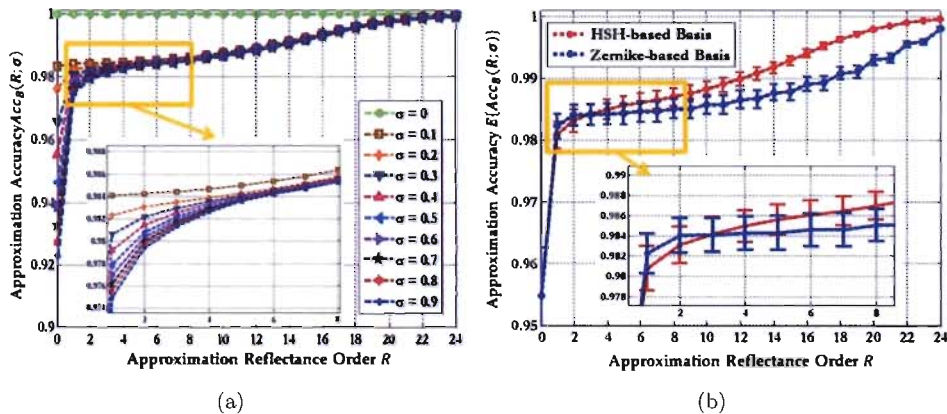 Approximation Accuracy Acc_B(R; σ)
1
0.98
0.96
0.94
0.92
0.9
0 2 4 6 8 10 12 14 16 18 20 22 24
Approximation Reflectance Order R
σ = 0
σ = 0.1
σ = 0.2
σ = 0.3
σ = 0.4
σ = 0.5
σ = 0.6
σ = 0.7
σ = 0.8
σ = 0.9
(a)
Approximation Accuracy E{Acc_B(R; σ)}
1
0.99
0.98
0.97
0.96
0.95
0 2 4 6 8 10 12 14 16 18 20 22 24
Approximation Reflectance Order R
HSH-based Basis
Zernike-based Basis
0.99
0.986
0.984
0.98
0.978
2 4 6 8
(b)